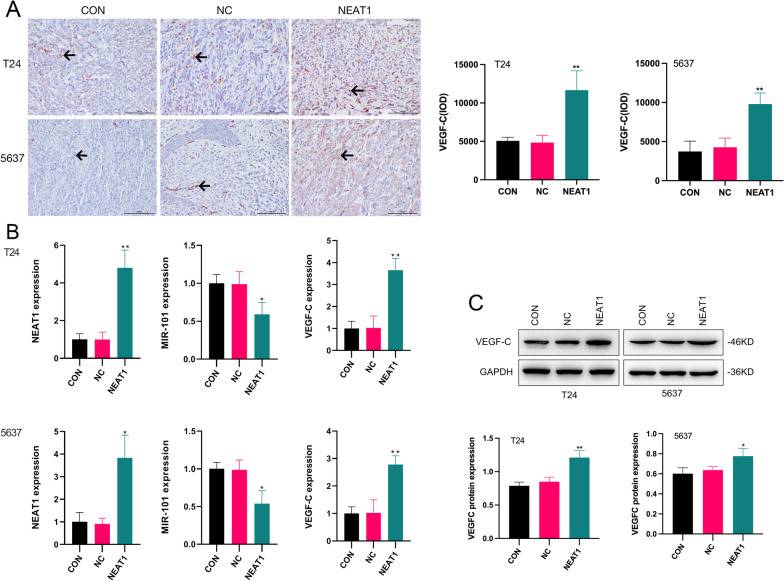 A
CON
NC
NEAT1
T24
5637
T24
VEGF-C(IOD)
15000
10000
5000
0
**
CON
NC
NEAT1
5637
VEGF-C(IOD)
15000
10000
5000
0
**
CON
NC
NEAT1
B
T24
NEAT1 expression
6
4
2
0
**
CON
NC
NEAT1
MIR-101 expression
1.5
1.0
0.5
0.0
*
CON
NC
NEAT1
VEGF-C expression
5
4
3
2
1
0
**
CON
NC
NEAT1
5637
NEAT1 expression
5
4
3
2
1
0
*
CON
NC
NEAT1
MIR-101 expression
1.5
1.0
0.5
0.0
*
CON
NC
NEAT1
VEGF-C expression
4
3
2
1
0
**
CON
NC
NEAT1
C
CON
NC
NEAT1
CON
NC
NEAT1
VEGF-C
-46KD
GAPDH
-36KD
T24
5637
T24
VEGFC protein expression
1.5
1.0
0.5
0.0
**
CON
NC
NEAT1
5637
VEGFC protein expression
1.0
0.8
0.6
0.4
0.2
0.0
*
CON
NC
NEAT1